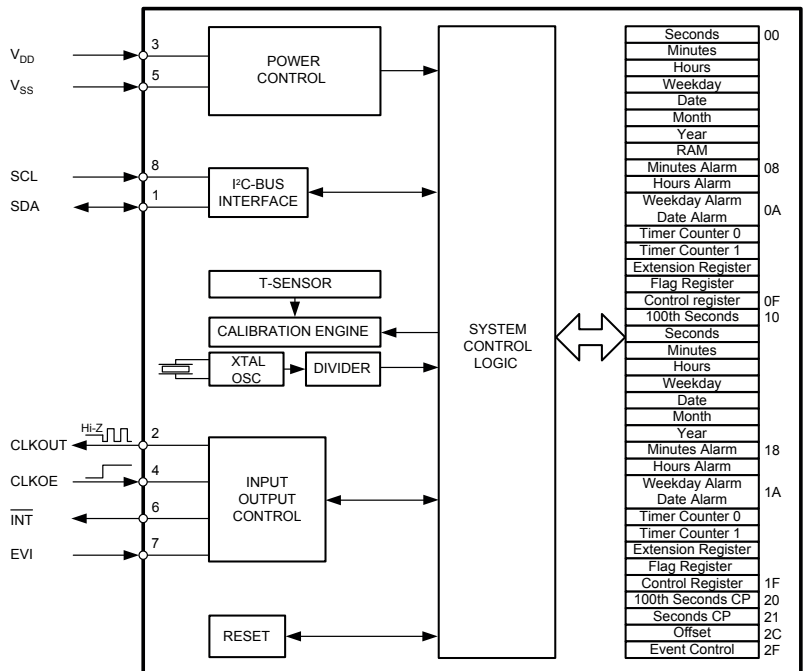 VDD
3
VSS
5
POWER
CONTROL
SCL
8
SDA
1
I²C-BUS
INTERFACE
T-SENSOR
CALIBRATION ENGINE
XTAL
OSC
DIVIDER
CLKOUT
Hi-Z
2
CLKOE
4
INT
6
EVI
7
INPUT
OUTPUT
CONTROL
RESET
SYSTEM
CONTROL
LOGIC
Seconds 00
Minutes
Hours
Weekday
Date
Month
Year
RAM
Minutes Alarm 08
Hours Alarm
Weekday Alarm
Date Alarm 0A
Timer Counter 0
Timer Counter 1
Extension Register
Flag Register
Control register 0F
100th Seconds 10
Seconds
Minutes
Hours
Weekday
Date
Month
Year
Minutes Alarm 18
Hours Alarm
Weekday Alarm
Date Alarm 1A
Timer Counter 0
Timer Counter 1
Extension Register
Flag Register
Control Register 1F
100th Seconds CP 20
Seconds CP 21
Offset 2C
Event Control 2F